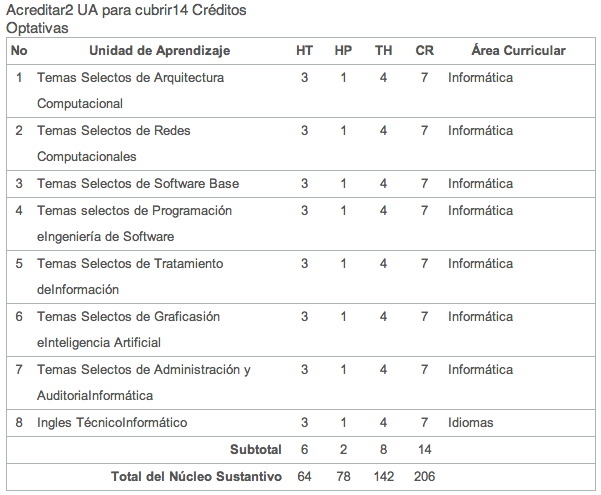 Acreditar2 UA para cubrir14 Créditos
Optativas
No Unidad de Aprendizaje HT HP TH CR Área Curricular
1 Temas Selectos de Arquitectura 3 1 4 7 Informática
Computacional
2 Temas Selectos de Redes 3 1 4 7 Informática
Computacionales
3 Temas Selectos de Software Base 3 1 4 7 Informática
4 Temas selectos de Programación 3 1 4 7 Informática
eIngeniería de Software
5 Temas Selectos de Tratamiento 3 1 4 7 Informática
deInformación
6 Temas Selectos de Graficasión 3 1 4 7 Informática
eInteligencia Artificial
7 Temas Selectos de Administración y 3 1 4 7 Informática
AuditoriaInformática
8 Ingles TécnicoInformático 3 1 4 7 Idiomas
Subtotal 6 2 8 14
Total del Núcleo Sustantivo 64 78 142 206